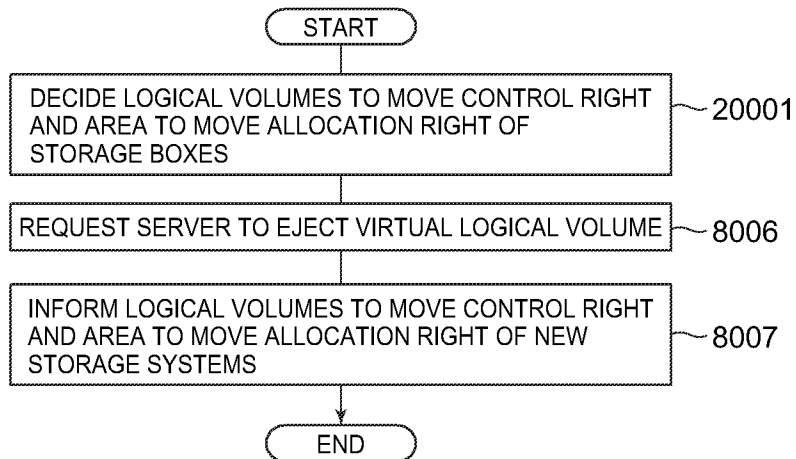 START
DECIDE LOGICAL VOLUMES TO MOVE CONTROL RIGHT
AND AREA TO MOVE ALLOCATION RIGHT OF
STORAGE BOXES
20001
REQUEST SERVER TO EJECT VIRTUAL LOGICAL VOLUME
8006
INFORM LOGICAL VOLUMES TO MOVE CONTROL RIGHT
AND AREA TO MOVE ALLOCATION RIGHT OF NEW
STORAGE SYSTEMS
8007
END